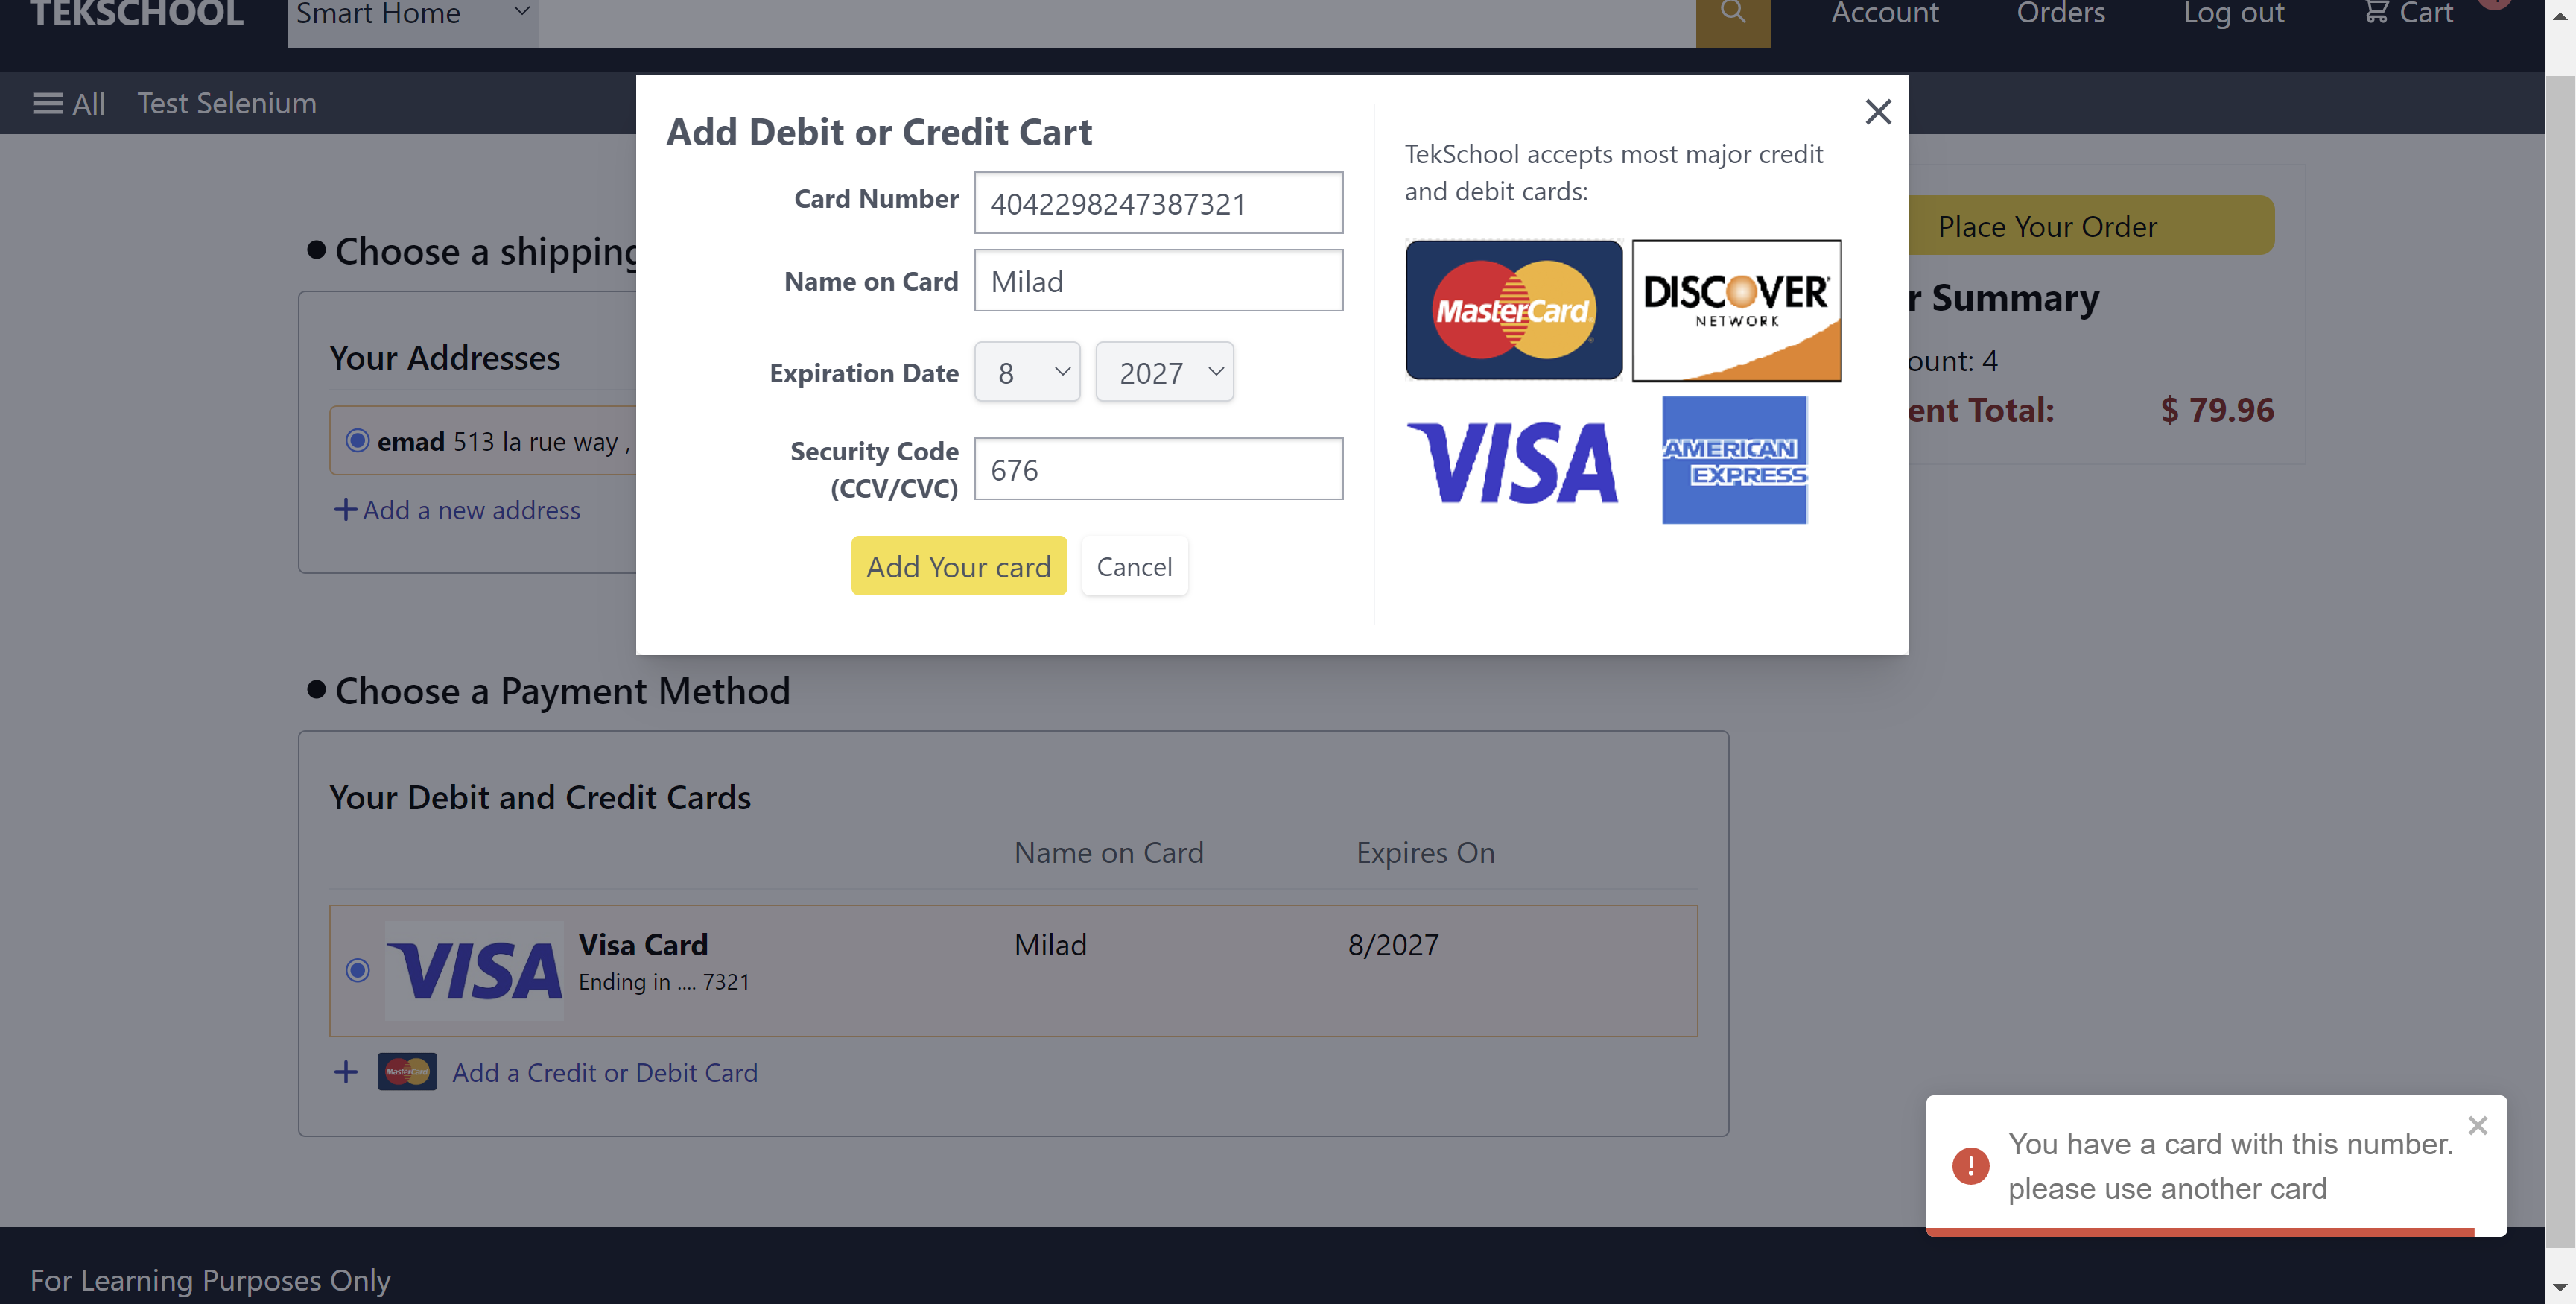 TEKSCHOOL
Smart Home
Account
Orders
Log out
Cart
All
Test Selenium
Add Debit or Credit Cart
Card Number
4042298247387321
Name on Card
Milad
Expiration Date
8
2027
Security Code
(CCV/CVC)
676
Add Your card
Cancel
TekSchool accepts most major credit
and debit cards:
MasterCard
DISCOVER
NETWORK
VISA
AMERICAN
EXPRESS
Choose a shipping
Your Addresses
emad 513 la rue way ,
Add a new address
Place Your Order
r Summary
ount: 4
ent Total: $ 79.96
Choose a Payment Method
Your Debit and Credit Cards
Name on Card Expires On
VISA
Visa Card Milad 8/2027
Ending in .... 7321
MasterCard
Add a Credit or Debit Card
You have a card with this number.
please use another card
For Learning Purposes Only